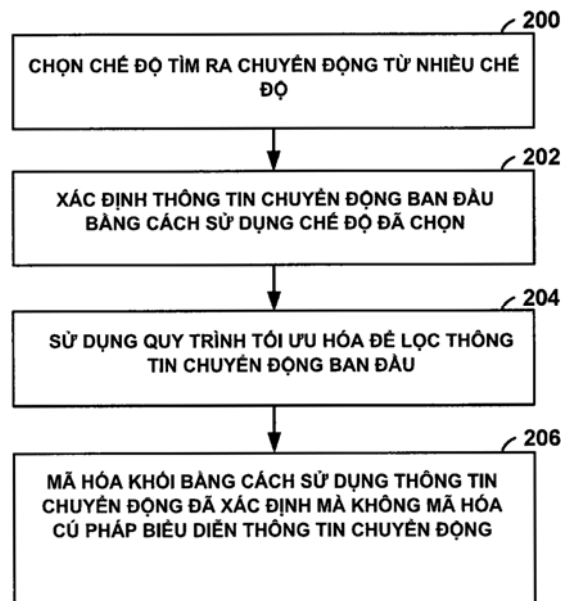 200
CHỌN CHẾ ĐỘ TÌM RA CHUYỂN ĐỘNG TỪ NHIỀU CHẾ
ĐỘ
202
XÁC ĐỊNH THÔNG TIN CHUYỂN ĐỘNG BAN ĐẦU
BẰNG CÁCH SỬ DỤNG CHẾ ĐỘ ĐÃ CHỌN
204
SỬ DỤNG QUY TRÌNH TỐI ƯU HÓA ĐỂ LỌC THÔNG
TIN CHUYỂN ĐỘNG BAN ĐẦU
206
MÃ HÓA KHỐI BẰNG CÁCH SỬ DỤNG THÔNG TIN
CHUYỂN ĐỘNG ĐÃ XÁC ĐỊNH MÀ KHÔNG MÃ HÓA
CÚ PHÁP BIỂU DIỄN THÔNG TIN CHUYỂN ĐỘNG